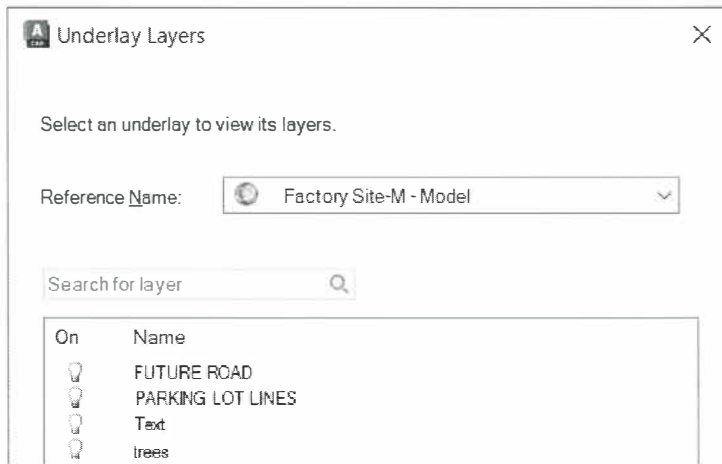 A
CAD
Underlay Layers
Select an underlay to view its layers.
Reference Name: Factory Site-M - Model
Search for layer
On Name
FUTURE ROAD
PARKING LOT LINES
Text
trees